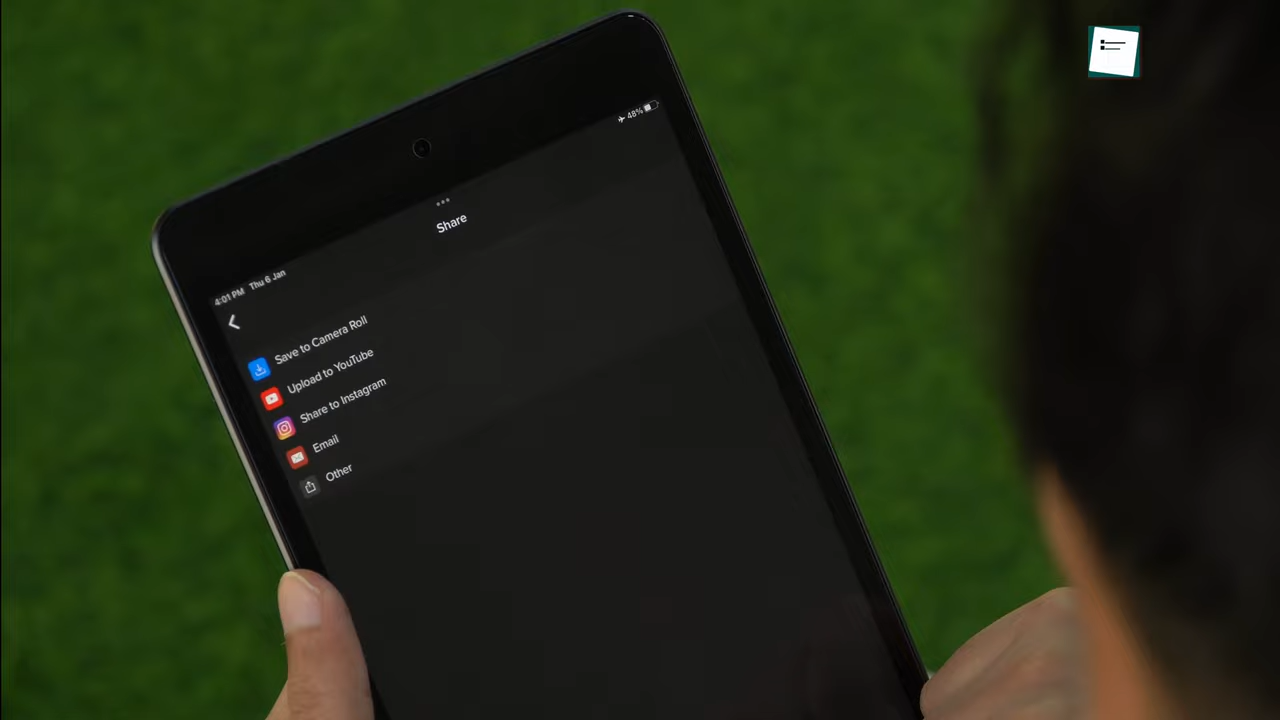 48%
Share
4:01 PM Thu 6 Jan
Save to Camera Roll
Upload to YouTube
Share to Instagram
Email
Other